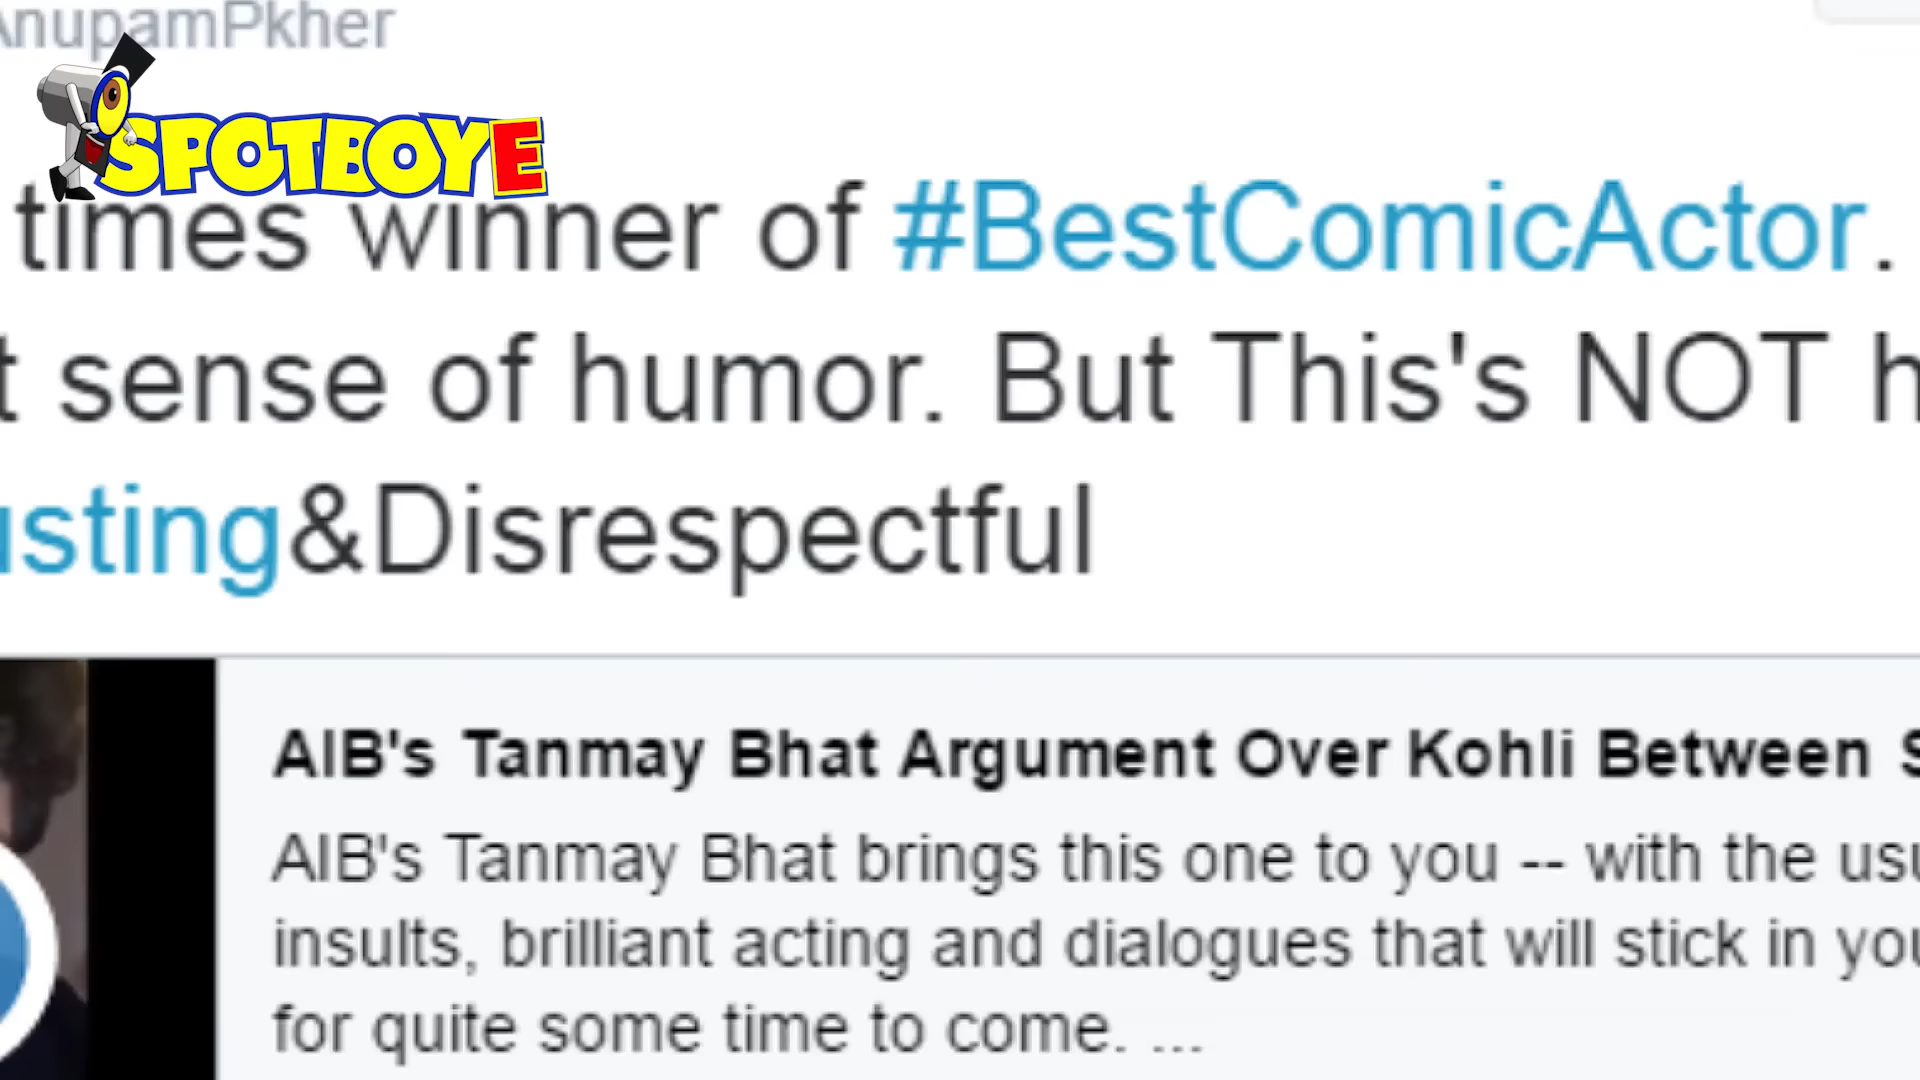 AnupamPkher
SPOTBOYE
times winner of #BestComicActor.
sense of humor. But This's NOT
&Disrespectful
AIB's Tanmay Bhat Argument Over Kohli Between
AIB's Tanmay Bhat brings this one to you -- with the
insults, brilliant acting and dialogues that will stick in
for quite some time to come. ...